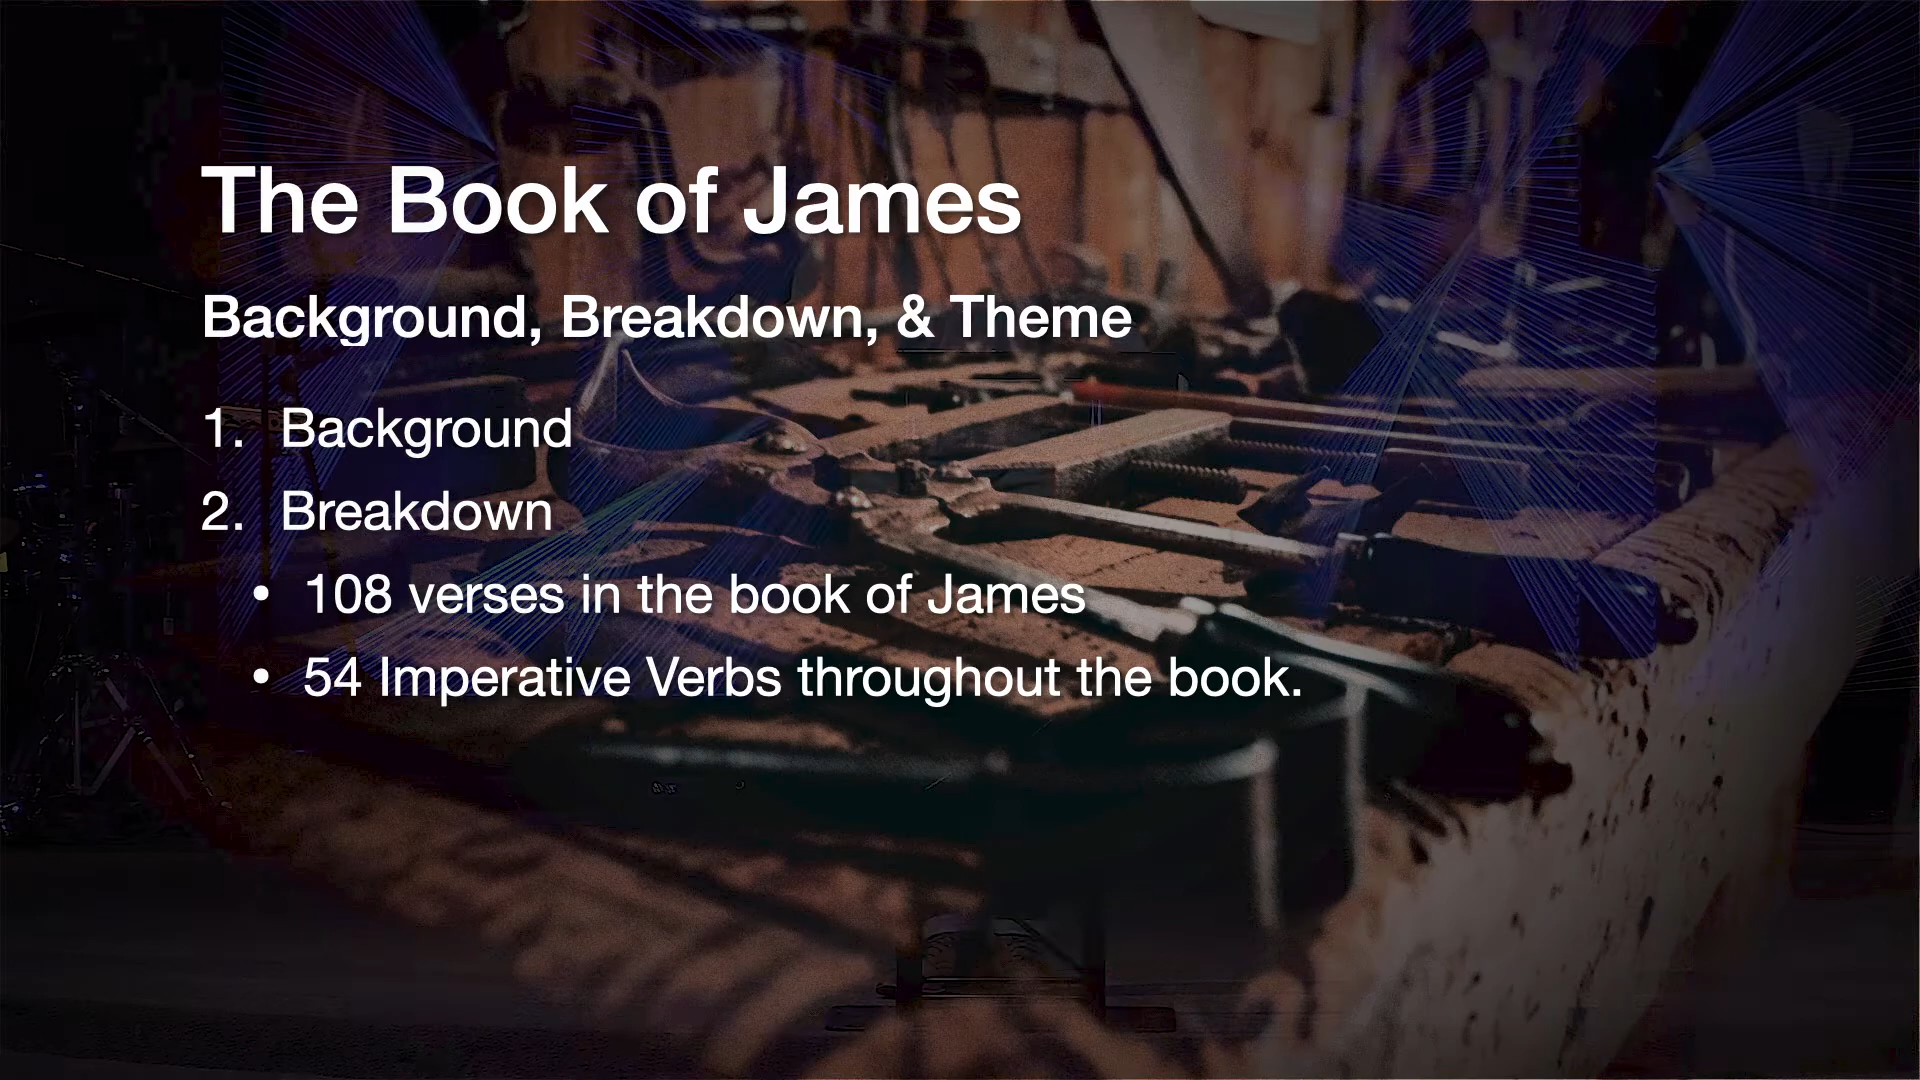 The Book of James
Background, Breakdown, & Theme
1. Background
2. Breakdown
• 108 verses in the book of James
• 54 Imperative Verbs throughout the book.